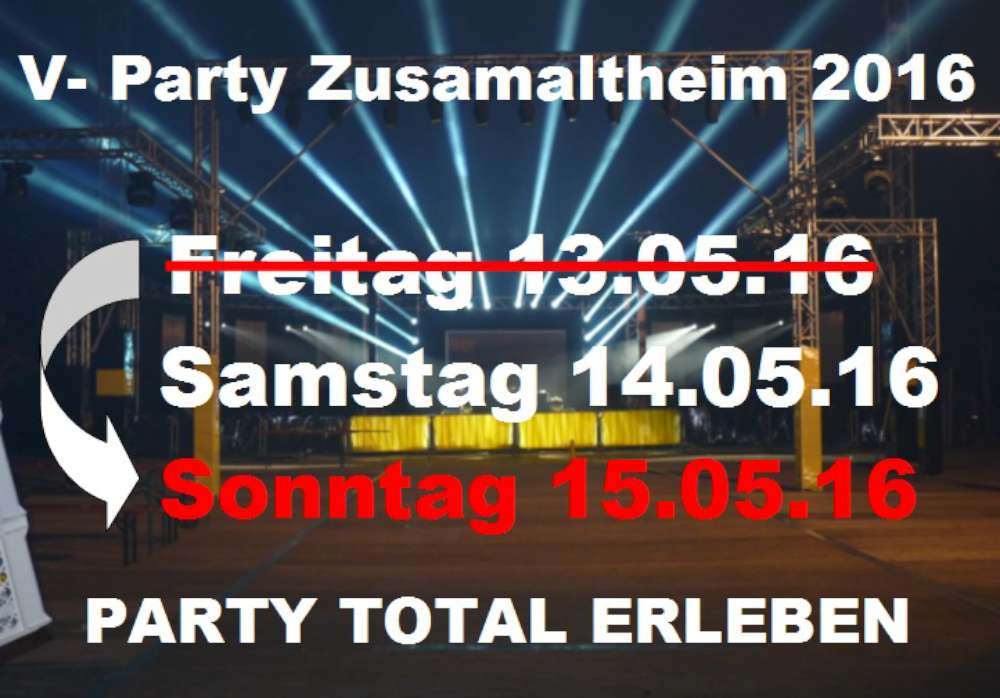 V- Party Zusamaltheim 2016
Freitag 13.05.16
Samstag 14.05.16
Sonntag 15.05.16
PARTY TOTAL ERLEBEN